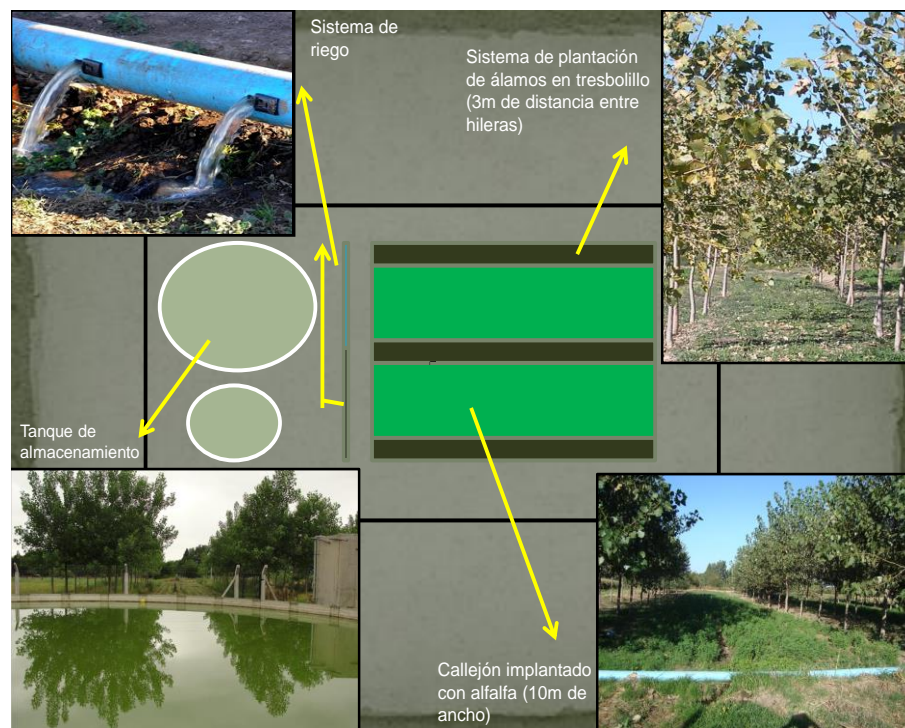 Sistema de
riego
Sistema de plantación
de álamos en tresbolillo
(3m de distancia entre
hileras)
Tanque de
almacenamiento
Callejón implantado
con alfalfa (10m de
ancho)